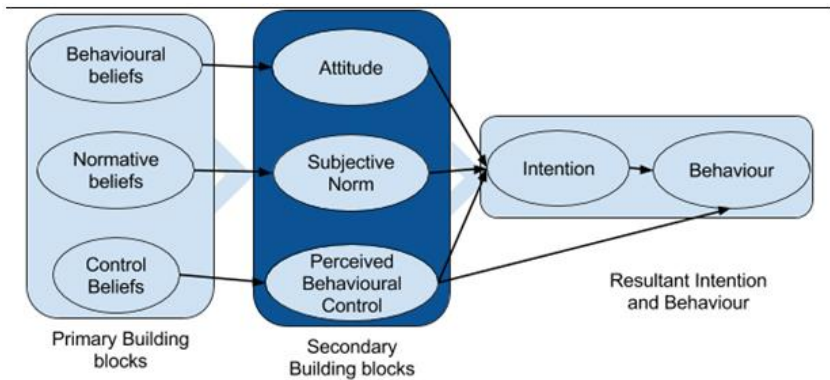 Behavioural
beliefs
Attitude
Normative
beliefs
Subjective
Norm
Intention
Behaviour
Control
Beliefs
Perceived
Behavioural
Control
Resultant Intention
and Behaviour
Primary Building
blocks
Secondary
Building blocks